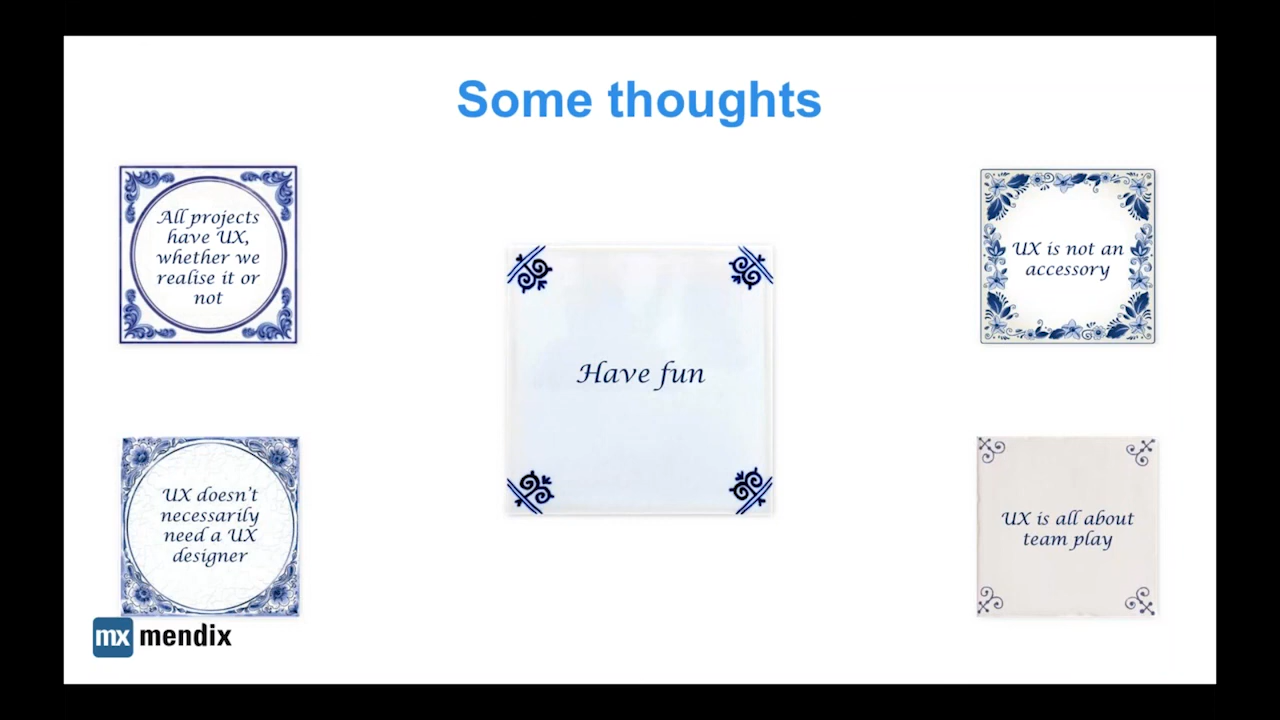 Some thoughts
All projects
have UX,
whether we
realise it or
not
UX is not an
accessory
Have fun
UX doesn't
necessarily
need a UX
designer
UX is all about
team play
mx mendix